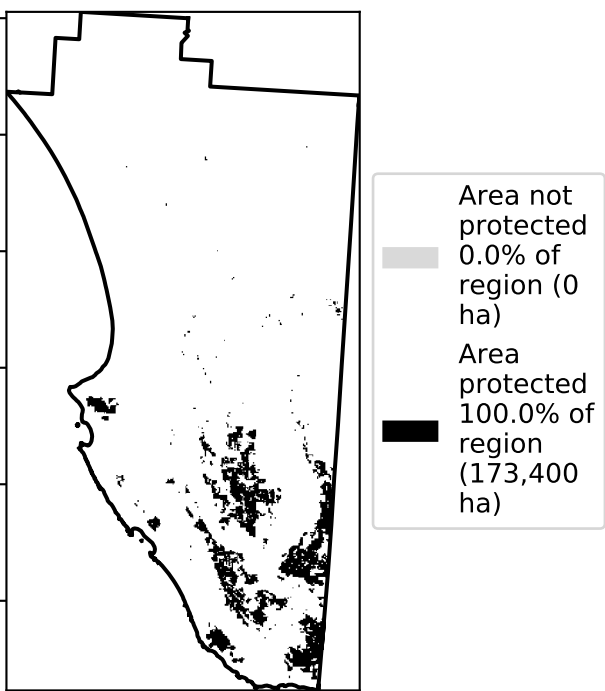 Area not
protected
0.0% of
region (0
ha)
Area
protected
100.0% of
region
(173,400
ha)